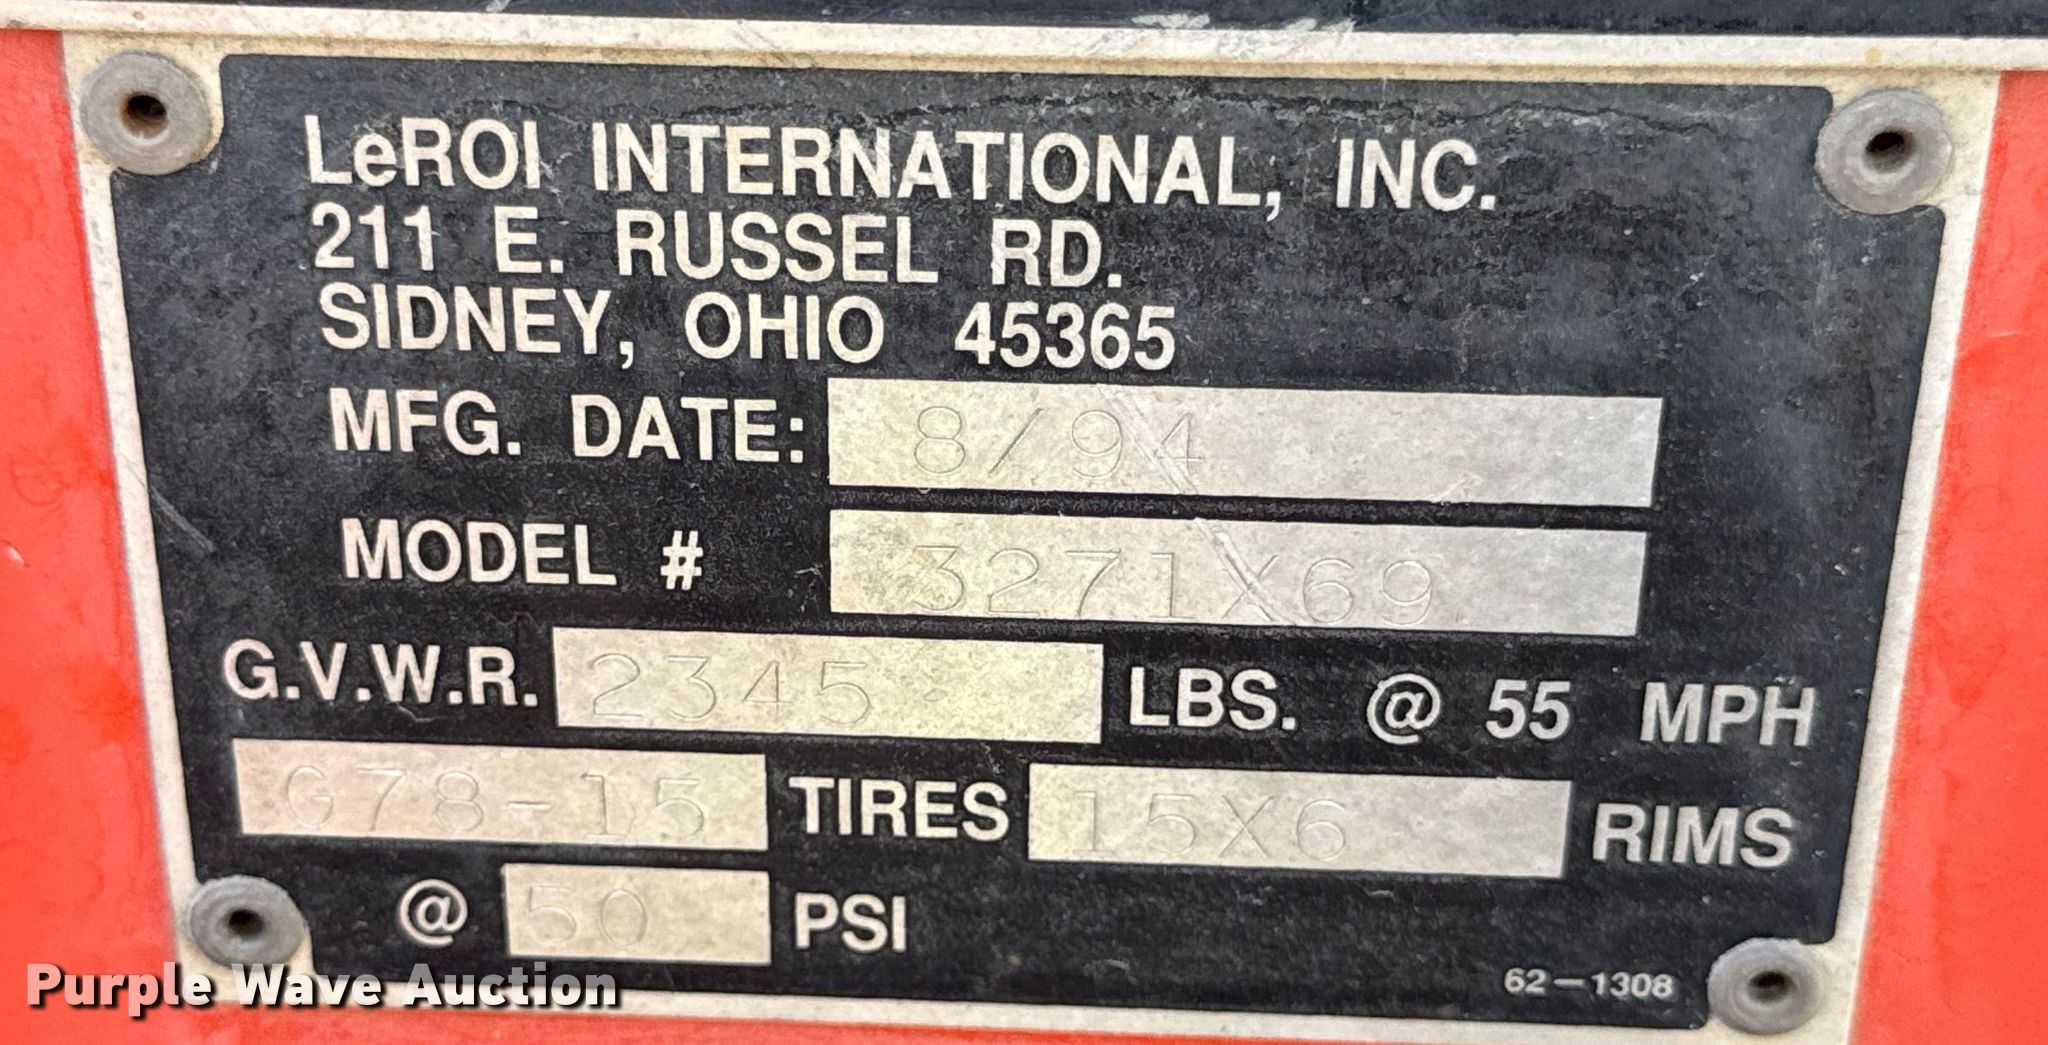 LeROI INTERNATIONAL, INC.
211 E. RUSSEL RD.
SIDNEY, OHIO 45365
MFG. DATE: 8/94
MODEL # 3271X69
G.V.W.R. 2345 LBS. @ 55 MPH
G78-15 TIRES 15X6 RIMS
@ 50 PSI
62-1308
Purple Wave Auction